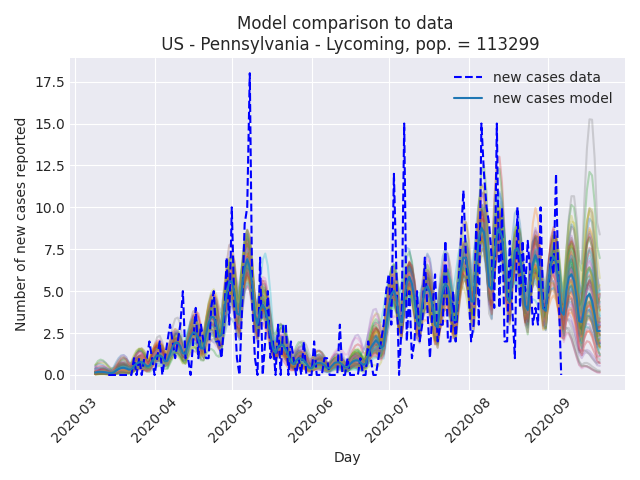 Model comparison to data
US - Pennsylvania - Lycoming, pop. = 113299
new cases data
new cases model
Number of new cases reported
17.5
15.0
12.5
10.0
7.5
5.0
2.5
0.0
2020-03
2020-04
2020-05
2020-06
2020-07
2020-08
2020-09
Day